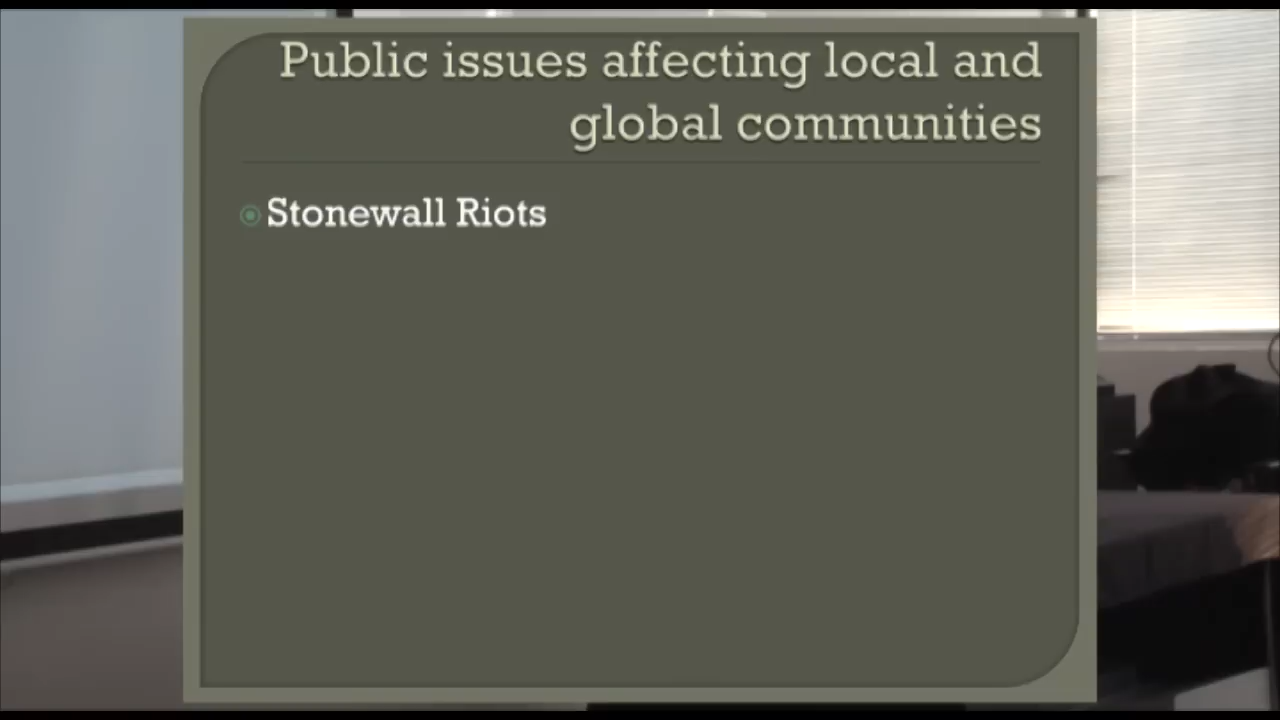 Public issues affecting local and
global communities
Stonewall Riots